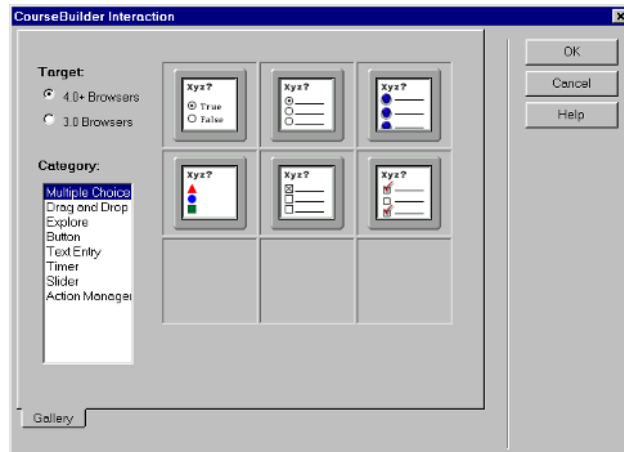 CourseBuilder Interaction
OK
Cancel
Help
Target:
4.0+ Browsers
3.0 Browsers
Category:
Multiple Choice
Drag and Drop
Explore
Button
Text Entry
Timer
Slider
Action Manager
Xyz?
True
False
Xyz?
Xyz?
Xyz?
Xyz?
Xyz?
Gallery